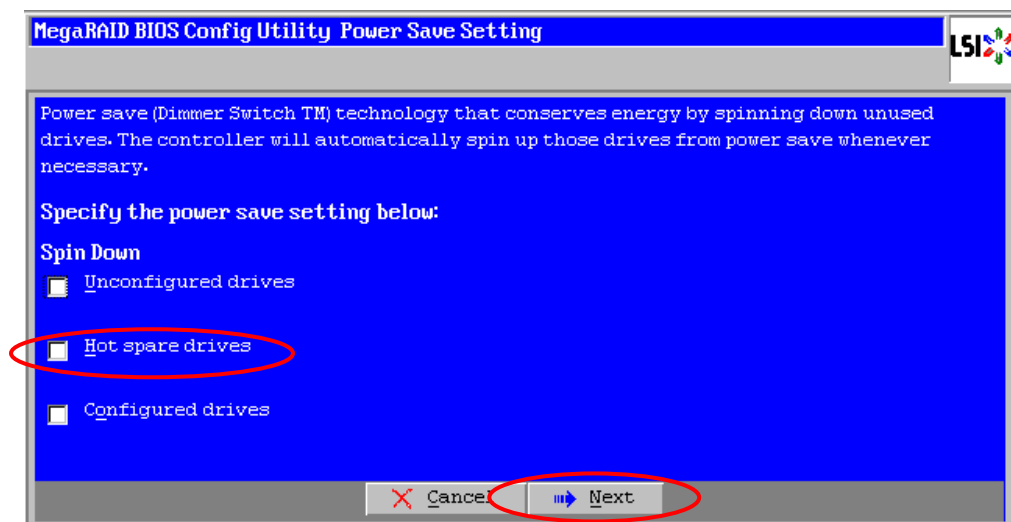 MegaRAID BIOS Config Utility Power Save Setting
LSI
Power save (Dimmer Switch TM) technology that conserves energy by spinning down unused
drives. The controller will automatically spin up those drives from power save whenever
necessary.
Specify the power save setting below:
Spin Down
Unconfigured drives
Hot spare drives
Configured drives
Cancel
Next